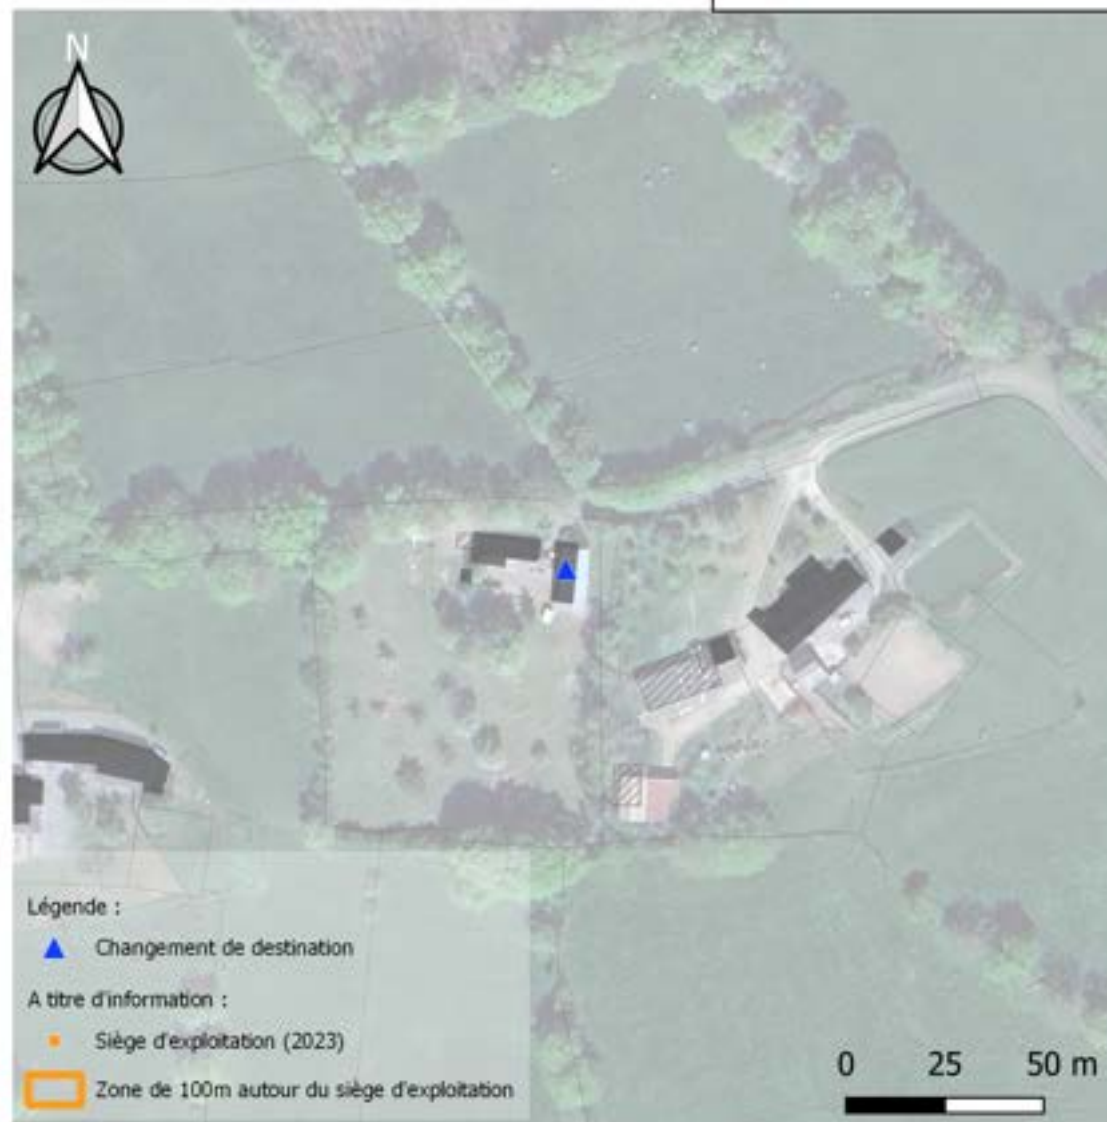 N
Légende :
Changement de destination
A titre d'information :
Siège d'exploitation (2023)
Zone de 100m autour du siège d'exploitation
0 25 50 m